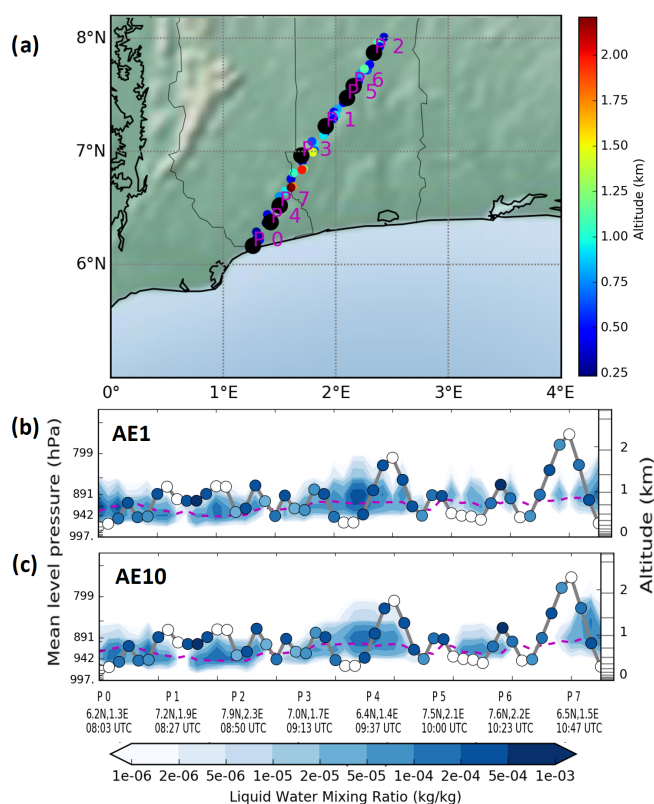 (a)
8°N
7°N
6°N
0°
1°E
2°E
3°E
4°E
P 2
P 6
P 5
P 1
P 3
P 7
P 4
P 0
2.00
1.75
1.50
1.25
1.00
0.75
0.50
0.25
Altitude (km)
(b)
AE1
799
891
942
997.
2
1
0
(c)
AE10
799
891
942
997.
2
1
0
Mean level pressure (hPa)
Altitude (km)
P 0 P 1 P 2 P 3 P 4 P 5 P 6 P 7
6.2N,1.3E 7.2N,1.9E 7.9N,2.3E 7.0N,1.7E 6.4N,1.4E 7.5N,2.1E 7.6N,2.2E 6.5N,1.5E
08:03 UTC 08:27 UTC 08:50 UTC 09:13 UTC 09:37 UTC 10:00 UTC 10:23 UTC 10:47 UTC
1e-06 2e-06 5e-06 1e-05 2e-05 5e-05 1e-04 2e-04 5e-04 1e-03
Liquid Water Mixing Ratio (kg/kg)